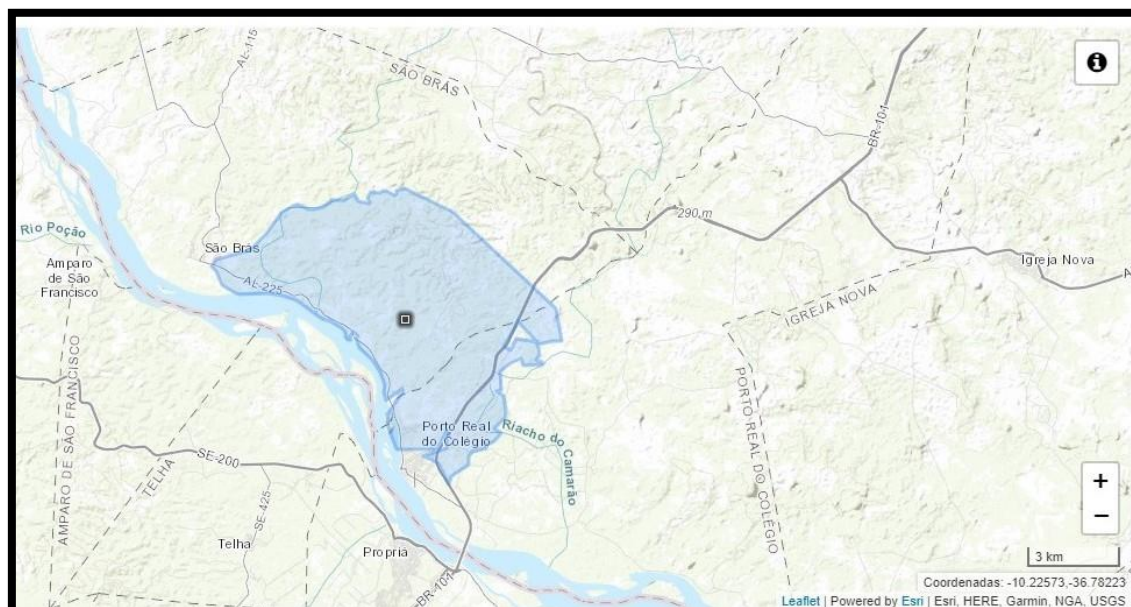 AL-115
SÃO BRÁS
BR-101
Rio Poção
São Brás
290 m
Amparo
de São
Francisco
AL-225
Igreja Nova
A
IGREJA NOVA
AMPARO DE SÃO FRANCISCO
PORTO REAL DO COLÉGIO
Porto Real
do Colégio
Riacho do Camarão
TELHA
SE-200
SE-425
Telha
Propria
BR-101
+
−
3 km
Coordenadas: -10.22573,-36.78223
Leaflet | Powered by Esri | Esri, HERE, Garmin, NGA, USGS